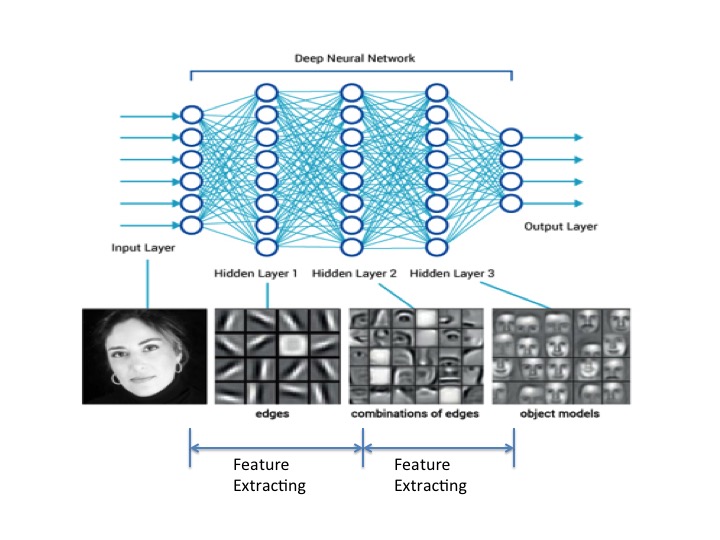 Deep Neural Network
Input Layer
Output Layer
Hidden Layer 1
Hidden Layer 2
Hidden Layer 3
edges
combinations of edges
object models
Feature
Extracting
Feature
Extracting